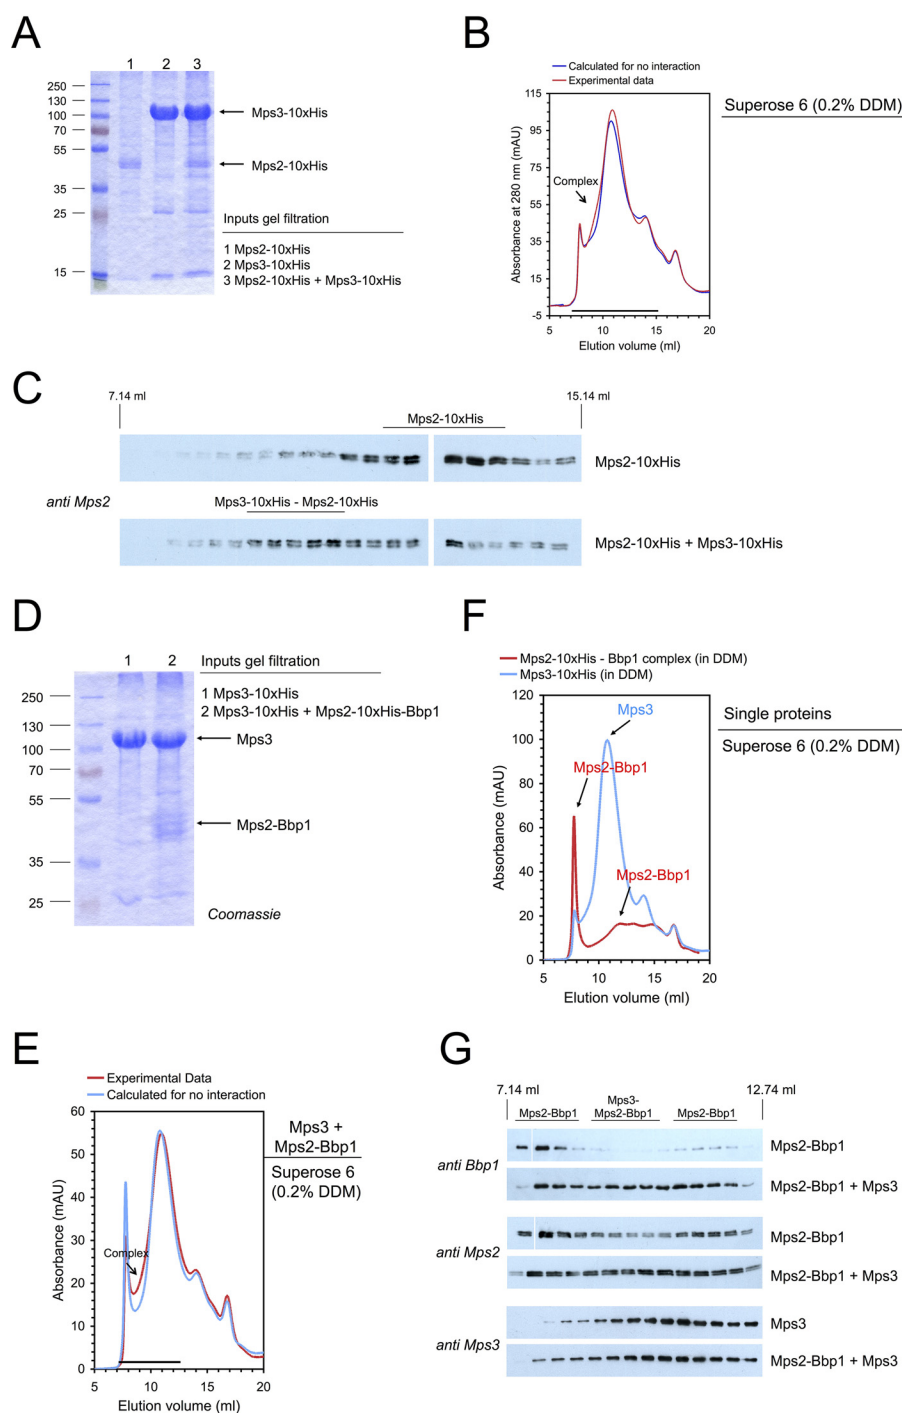 A
1 2 3
250
130
100
70
55
35
25
15
Mps3-10xHis
Mps2-10xHis
Inputs gel filtration
1 Mps2-10xHis
2 Mps3-10xHis
3 Mps2-10xHis + Mps3-10xHis
B
Calculated for no interaction
Experimental data
Superose 6 (0.2% DDM)
Absorbance at 280 nm (mAU)
115
95
75
55
35
15
-5
Complex
5 10 15 20
Elution volume (ml)
C
7.14 ml
15.14 ml
Mps2-10xHis
Mps2-10xHis
anti Mps2
Mps3-10xHis - Mps2-10xHis
Mps2-10xHis + Mps3-10xHis
D
1 2
Inputs gel filtration
1 Mps3-10xHis
2 Mps3-10xHis + Mps2-10xHis-Bbp1
250
130
100
70
55
35
25
Mps3
Mps2-Bbp1
Coomassie
F
Mps2-10xHis - Bbp1 complex (in DDM)
Mps3-10xHis (in DDM)
Single proteins
Superose 6 (0.2% DDM)
Absorbance (mAU)
120
100
80
60
40
20
0
Mps3
Mps2-Bbp1
Mps2-Bbp1
5 10 15 20
Elution volume (ml)
E
Experimental Data
Calculated for no interaction
Mps3 +
Mps2-Bbp1
Superose 6
(0.2% DDM)
Absorbance (mAU)
60
50
40
30
20
10
0
Complex
5 10 15 20
Elution volume (ml)
G
7.14 ml
12.74 ml
Mps2-Bbp1
Mps3-
Mps2-Bbp1
Mps2-Bbp1
anti Bbp1
Mps2-Bbp1
Mps2-Bbp1 + Mps3
anti Mps2
Mps2-Bbp1
Mps2-Bbp1 + Mps3
anti Mps3
Mps3
Mps2-Bbp1 + Mps3